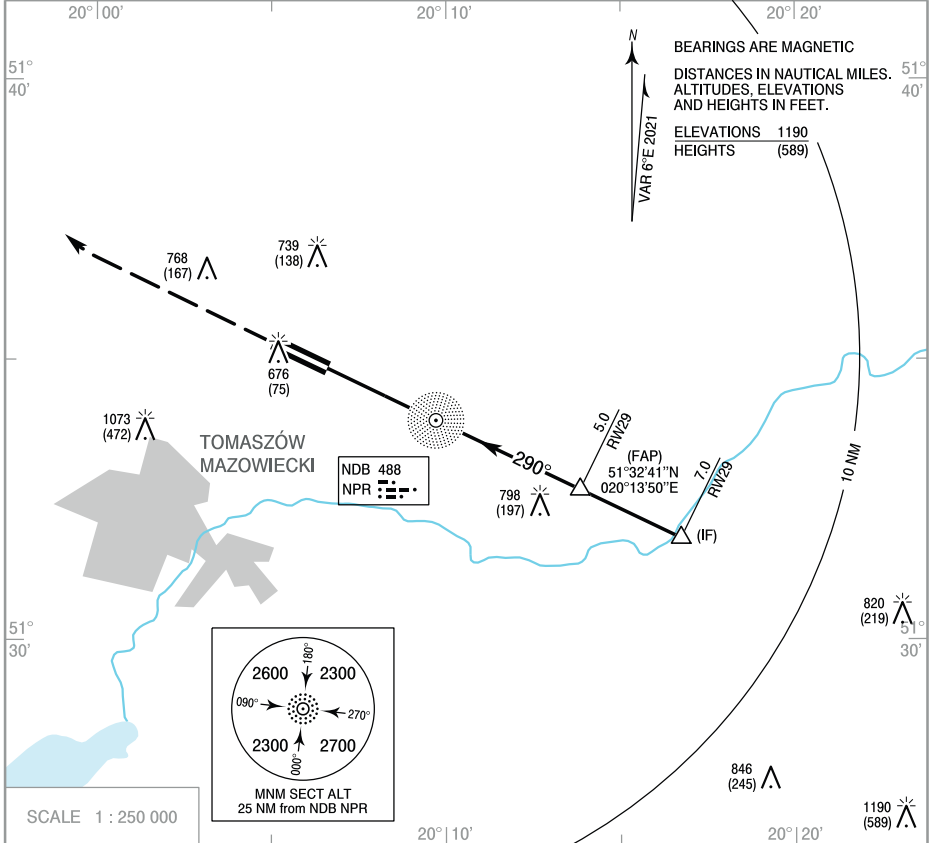 20° 00'
20° 10'
20° 20'
N
BEARINGS ARE MAGNETIC
51°
40'
DISTANCES IN NAUTICAL MILES.
ALTITUDES, ELEVATIONS
AND HEIGHTS IN FEET.
51°
40'
ELEVATIONS 1190
HEIGHTS (589)
VAR 6°E 2021
768
(167)
739
(138)
676
(75)
1073
(472)
TOMASZÓW
MAZOWIECKI
NDB 488
NPR
290°
5.0
RW29
(FAP)
51°32'41"N
020°13'50"E
7.0
RW29
(IF)
798
(197)
10 NM
820
(219)
51°
30'
51°
30'
2600
180°
2300
090°
270°
2300
000°
2700
MNM SECT ALT
25 NM from NDB NPR
846
(245)
1190
(589)
SCALE 1 : 250 000
20° 10'
20° 20'